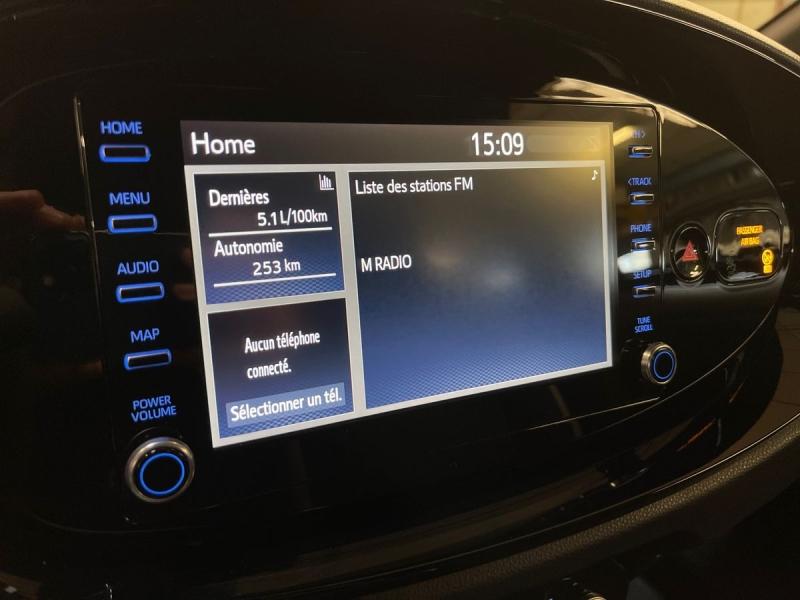 HOME
MENU
AUDIO
MAP
POWER
VOLUME
Home
15:09
Dernières
5.1 L/100km
Autonomie
253 km
Aucun téléphone
connecté.
Sélectionner un tél.
Liste des stations FM
M RADIO
<TRACK
PHONE
SETUP
TUNE
SCROLL
PASSENGER
AIR BAG